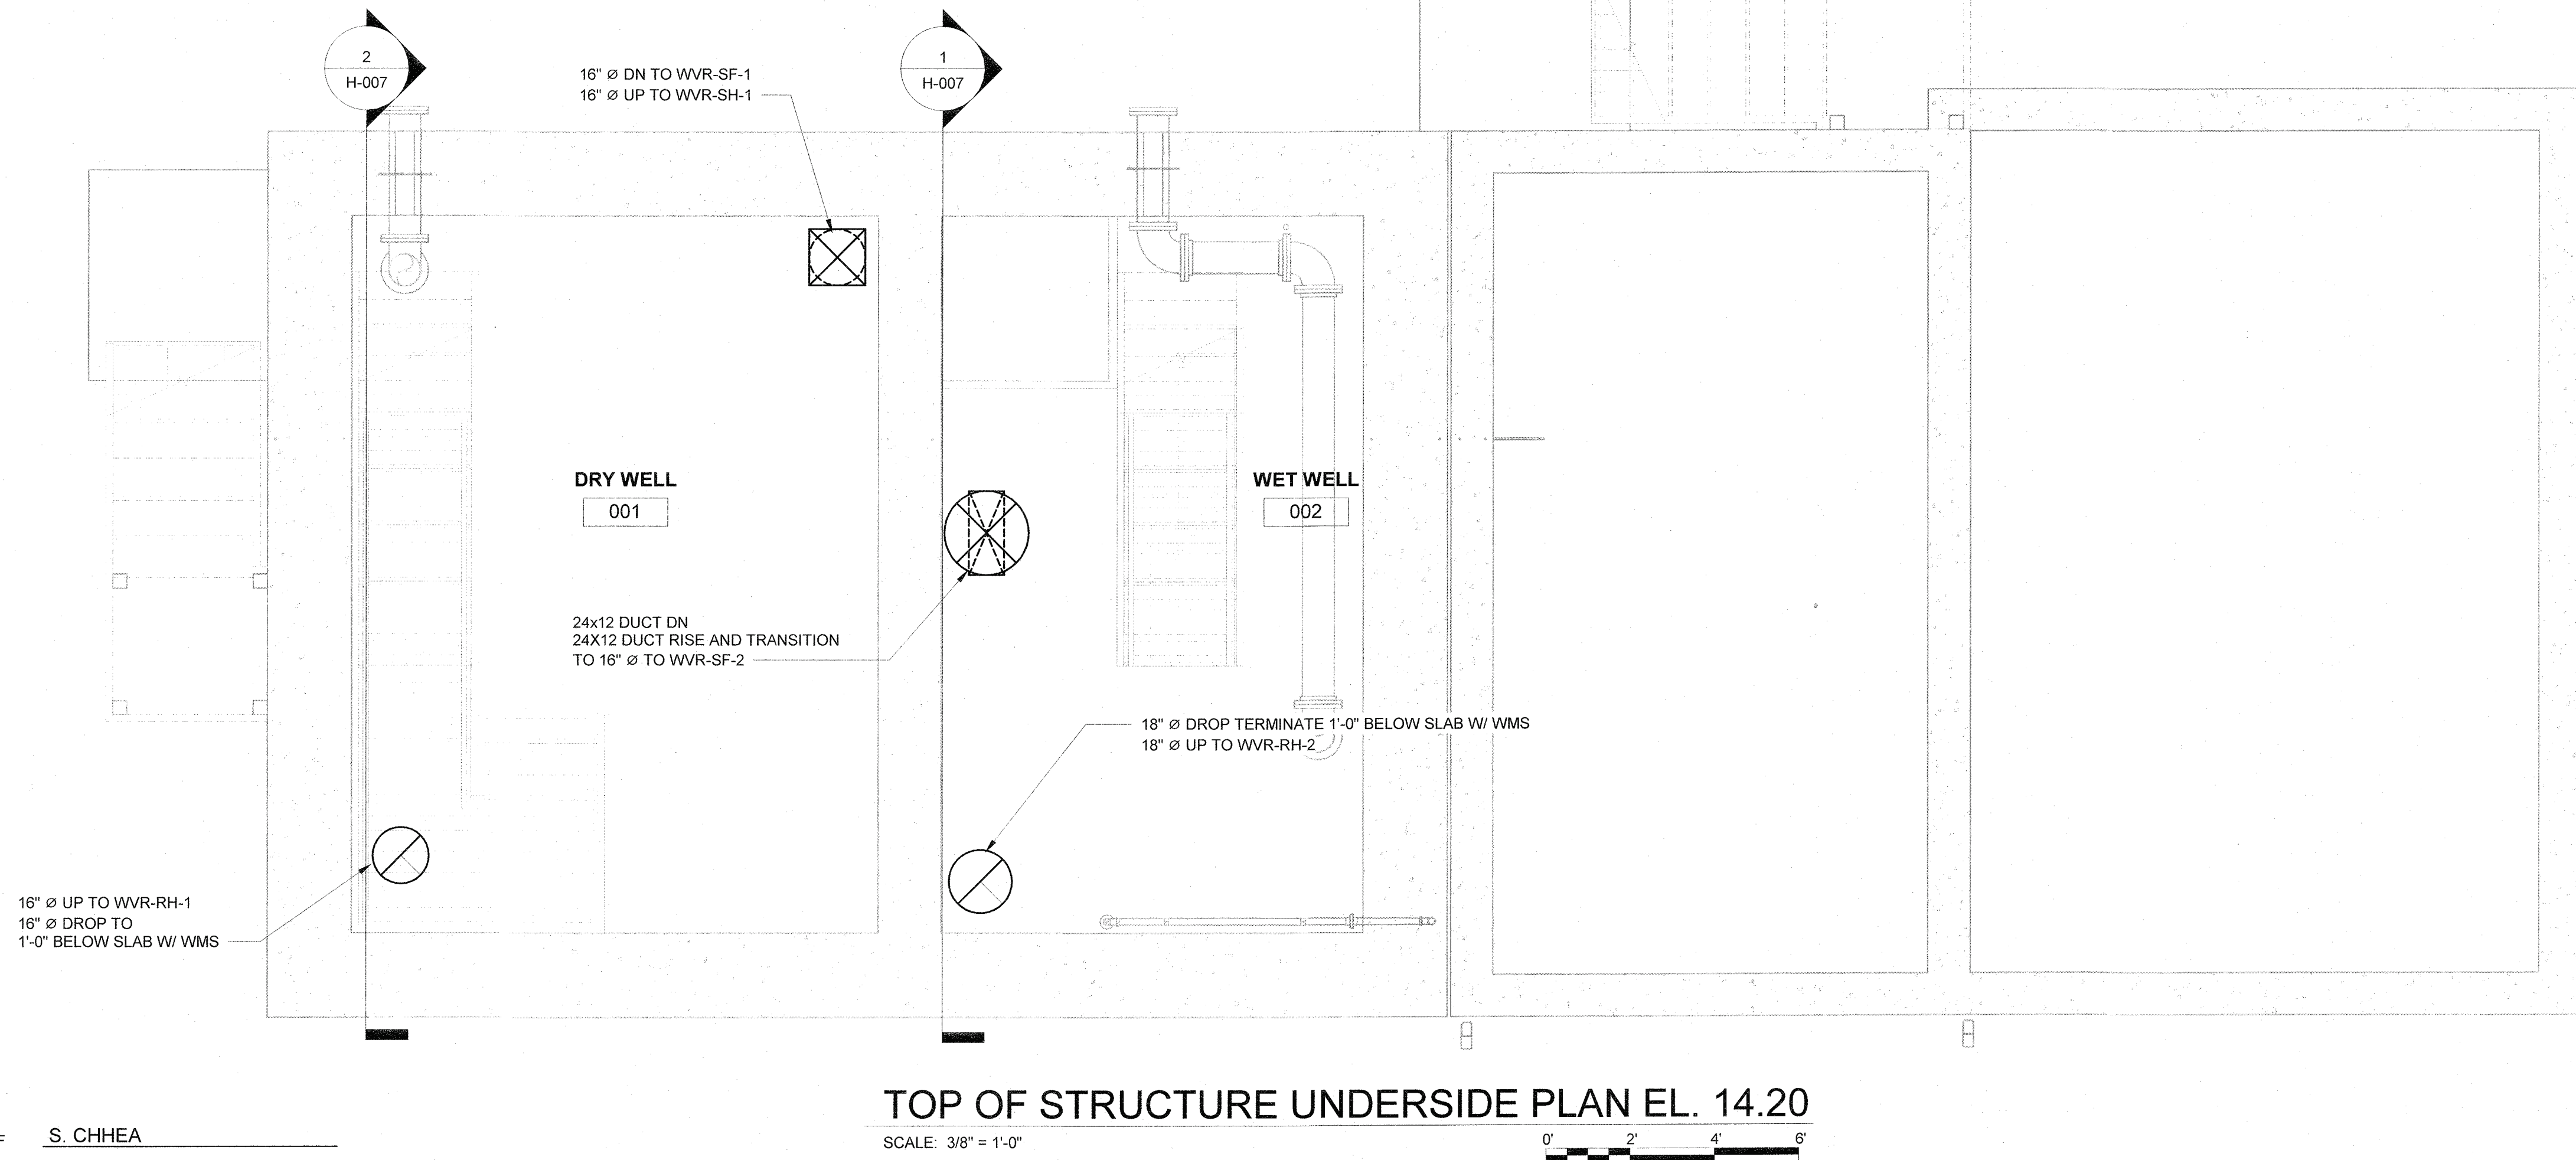 2
H-007
1
H-007
16" Ø DN TO WVR-SF-1
16" Ø UP TO WVR-SH-1
DRY WELL
001
WET WELL
002
24x12 DUCT DN
24X12 DUCT RISE AND TRANSITION
TO 16" Ø TO WVR-SF-2
18" Ø DROP TERMINATE 1'-0" BELOW SLAB W/ WMS
18" Ø UP TO WVR-RH-2
16" Ø UP TO WVR-RH-1
16" Ø DROP TO
1'-0" BELOW SLAB W/ WMS
TOP OF STRUCTURE UNDERSIDE PLAN EL. 14.20
SCALE: 3/8" = 1'-0"
0' 2' 4' 6'
S. CHHEA